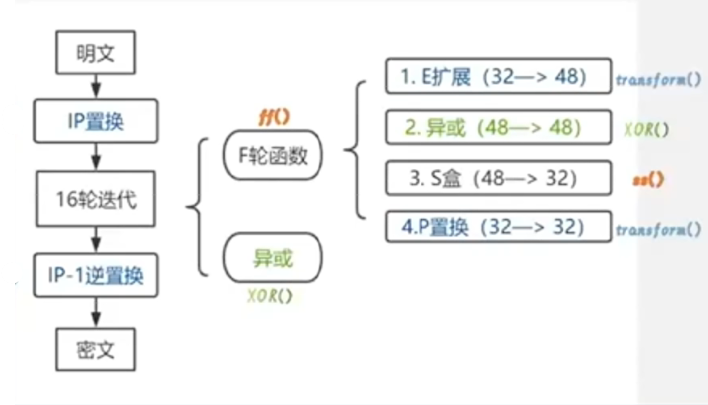 明文
IP置换
16轮迭代
IP-1逆置换
密文
ff()
F轮函数
异或
XOR()
1. E扩展（32—> 48）
transform()
2. 异或（48—> 48）
XOR()
3. S盒（48—> 32）
ss()
4.P置换（32—> 32）
transform()